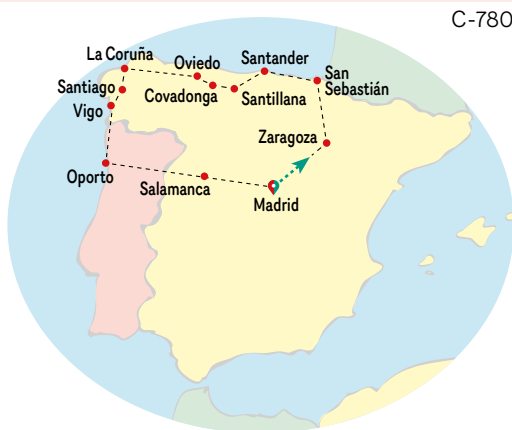 C-780
La Coruña
Oviedo
Santander
San
Sebastián
Santiago
Covadonga
Santillana
Vigo
Zaragoza
Oporto
Salamanca
Madrid